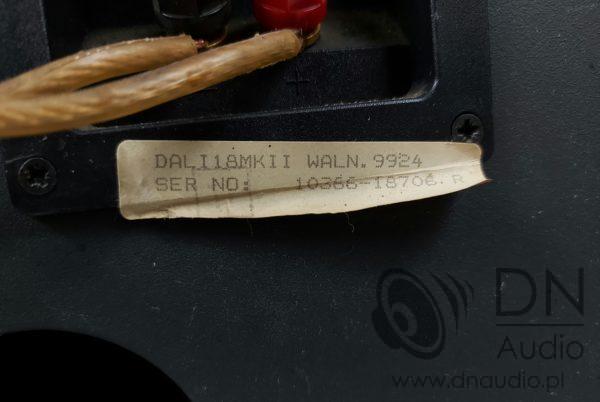 +
DALI18MKII WALN.9924
SER NO: 10366-18706 R
DN
Audio
www.dnaudio.pl